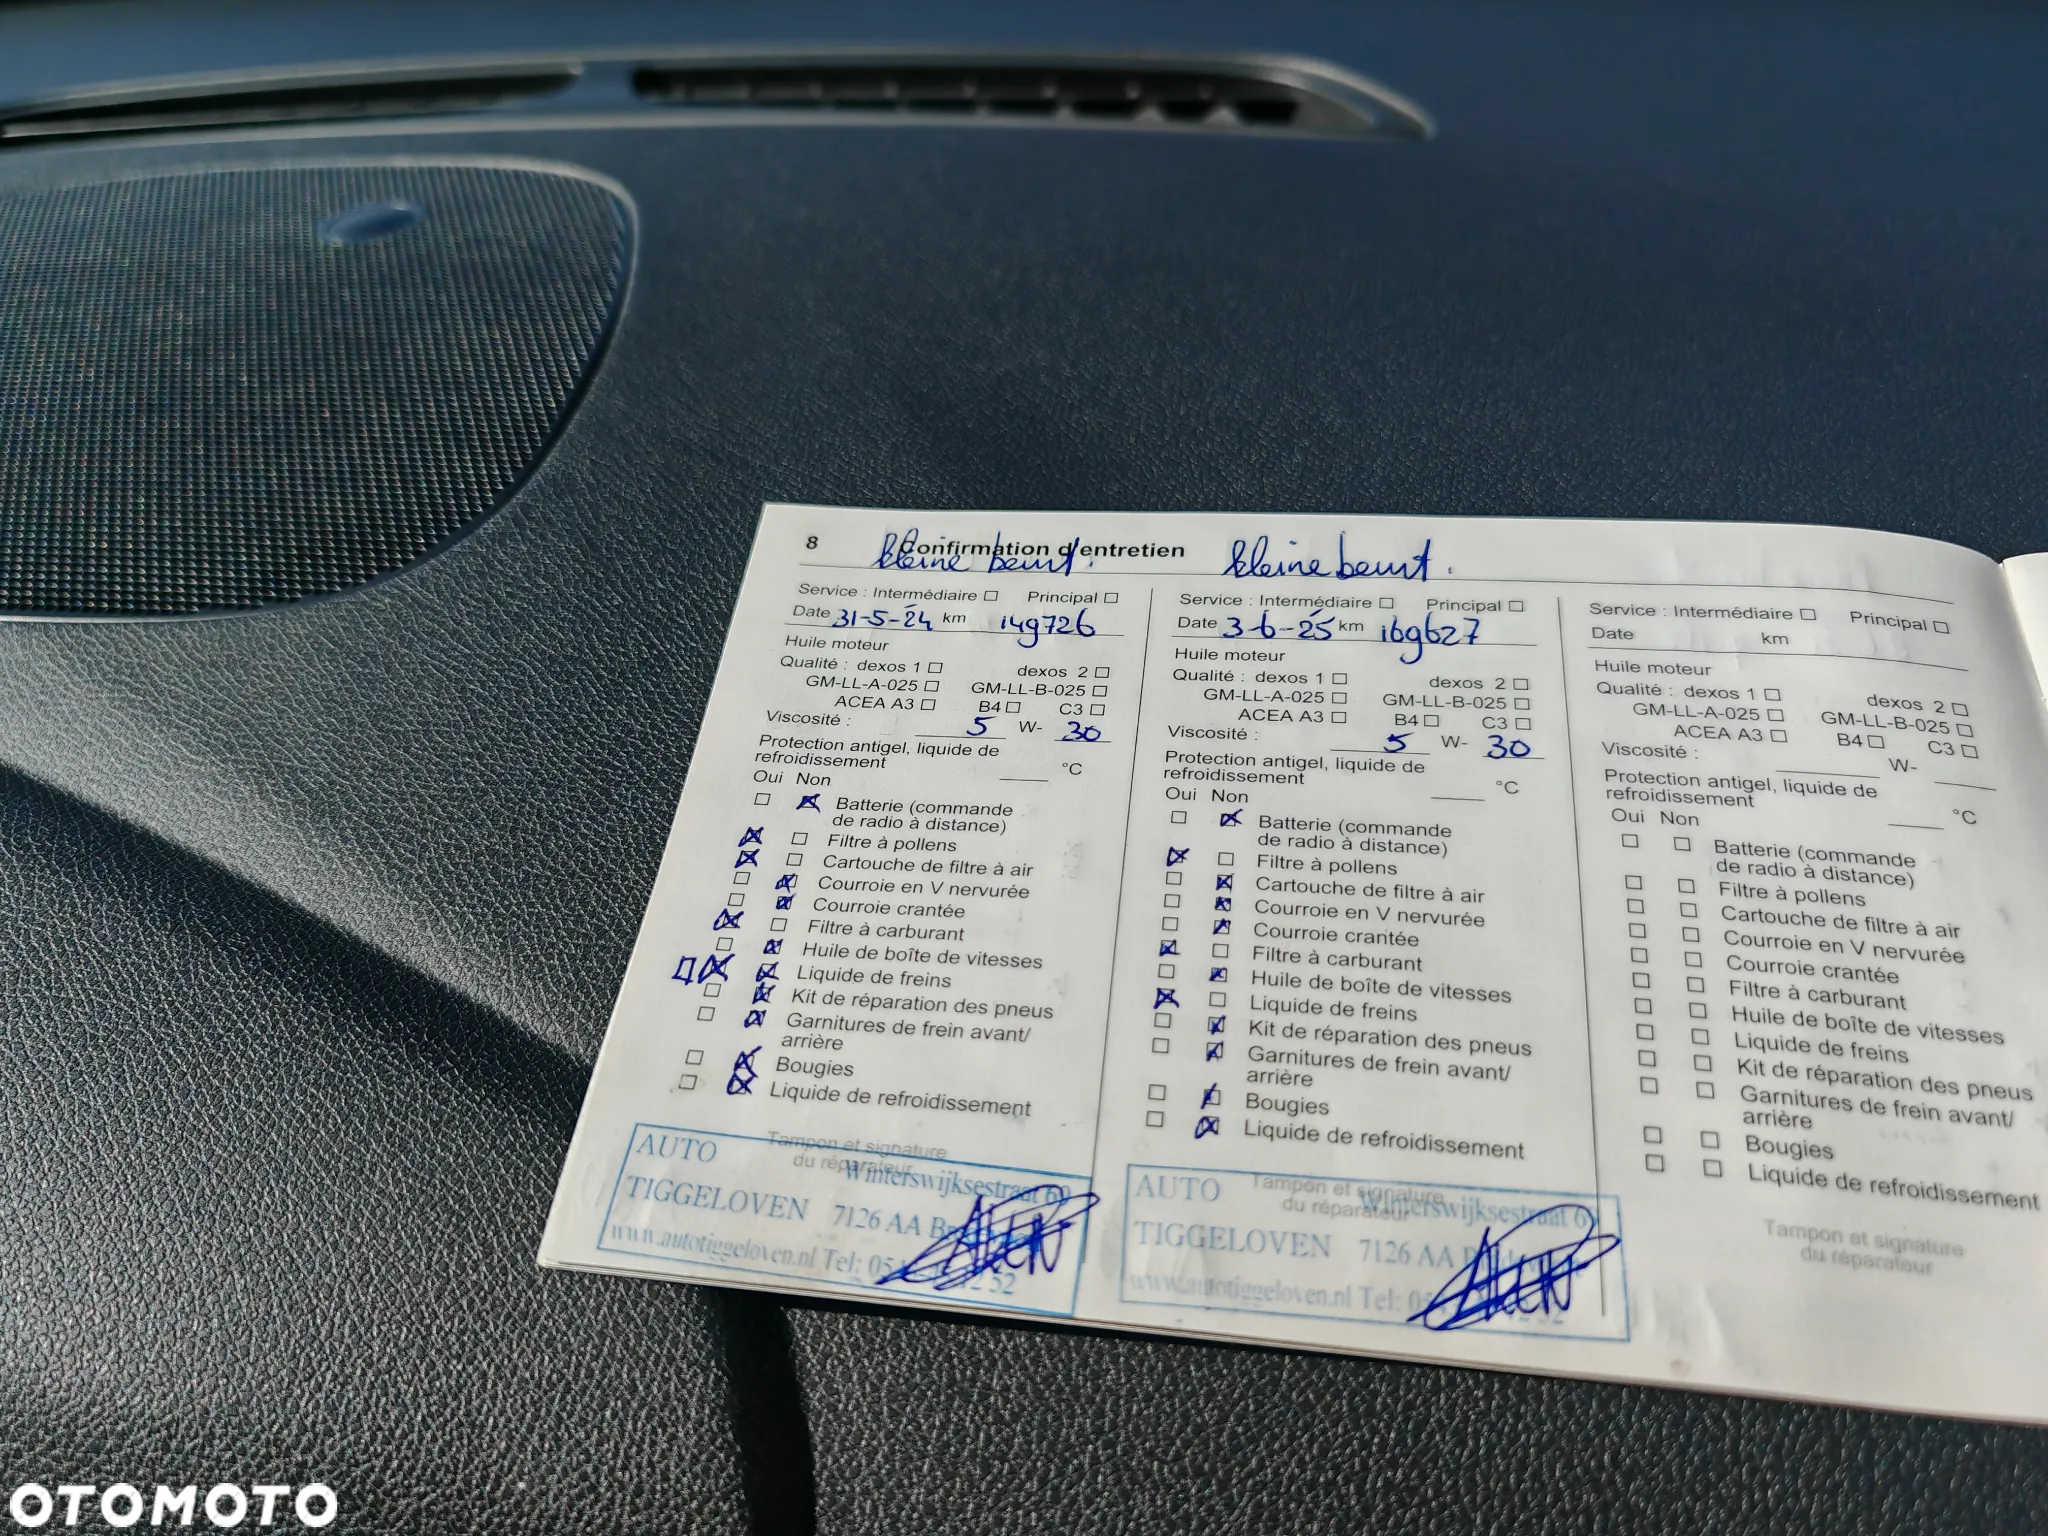 8 Confirmation d'entretien
kleine beurt. kleine beurt.
Service : Intermédiaire □ Principal □
Date 31-5-24 km 149726
Huile moteur
Qualité : dexos 1 □ dexos 2 □
GM-LL-A-025 □ GM-LL-B-025 □
ACEA A3 □ B4 □ C3 □
Viscosité : 5 W- 30
Protection antigel, liquide de
refroidissement °C
Oui Non
Batterie (commande
de radio à distance)
Filtre à pollens
Cartouche de filtre à air
Courroie en V nervurée
Courroie crantée
Filtre à carburant
Huile de boîte de vitesses
Liquide de freins
Kit de réparation des pneus
Garnitures de frein avant/
arrière
Bougies
Liquide de refroidissement
Tampon et signature
du réparateur
AUTO Winterswijksestraat 69
TIGGELOVEN 7126 AA
www.autotiggeloven.nl Tel:
Service : Intermédiaire □ Principal □
Date 3-6-25 km 169627
Huile moteur
Qualité : dexos 1 □ dexos 2 □
GM-LL-A-025 □ GM-LL-B-025 □
ACEA A3 □ B4 □ C3 □
Viscosité : 5 W- 30
Protection antigel, liquide de
refroidissement °C
Oui Non
Batterie (commande
de radio à distance)
Filtre à pollens
Cartouche de filtre à air
Courroie en V nervurée
Courroie crantée
Filtre à carburant
Huile de boîte de vitesses
Liquide de freins
Kit de réparation des pneus
Garnitures de frein avant/
arrière
Bougies
Liquide de refroidissement
Tampon et signature
du réparateur
AUTO Winterswijksestraat
TIGGELOVEN 7126 AA
www.autotiggeloven.nl Tel:
Service : Intermédiaire □ Principal □
Date km
Huile moteur
Qualité : dexos 1 □ dexos 2 □
GM-LL-A-025 □ GM-LL-B-025 □
ACEA A3 □ B4 □ C3 □
Viscosité : W-
Protection antigel, liquide de
refroidissement °C
Oui Non
Batterie (commande
de radio à distance)
Filtre à pollens
Cartouche de filtre à air
Courroie en V nervurée
Courroie crantée
Filtre à carburant
Huile de boîte de vitesses
Liquide de freins
Kit de réparation des pneus
Garnitures de frein avant/
arrière
Bougies
Liquide de refroidissement
Tampon et signature
du réparateur
OTOMOTO